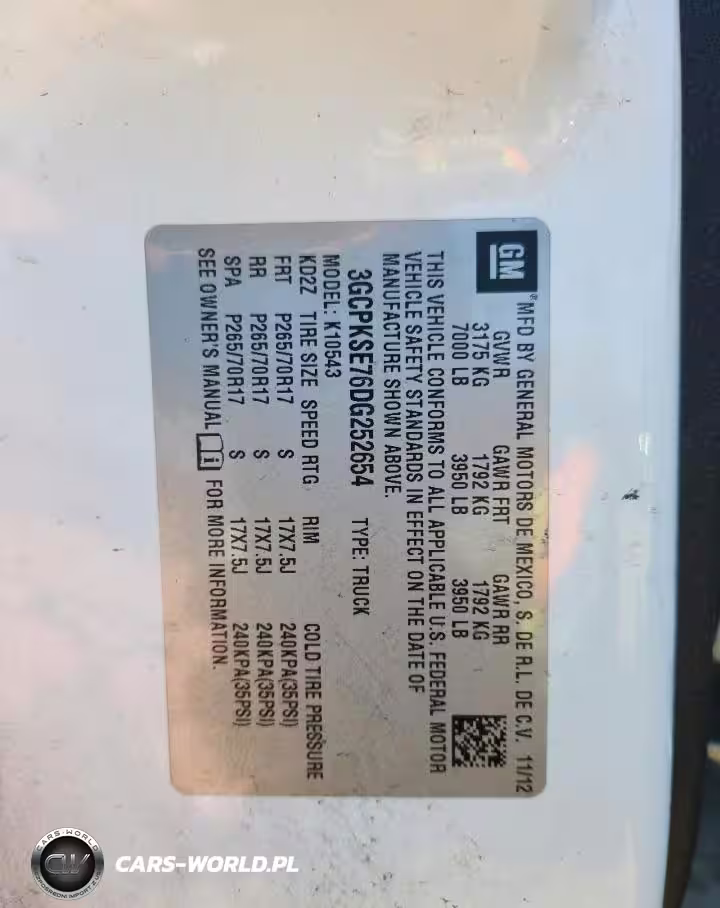 GM
® MFD BY GENERAL MOTORS DE MEXICO, S. DE R.L. DE C.V. 11/12
GVWR GAWR FRT GAWR RR
3175 KG 1792 KG 1792 KG
7000 LB 3950 LB 3950 LB
THIS VEHICLE CONFORMS TO ALL APPLICABLE U.S. FEDERAL MOTOR
VEHICLE SAFETY STANDARDS IN EFFECT ON THE DATE OF
MANUFACTURE SHOWN ABOVE.
3GCPKSE76DG252654 TYPE: TRUCK
MODEL: K10543
KD2Z TIRE SIZE SPEED RTG RIM COLD TIRE PRESSURE
FRT P265/70R17 S 17X7.5J 240KPA(35PSI)
RR P265/70R17 S 17X7.5J 240KPA(35PSI)
SPA P265/70R17 S 17X7.5J 240KPA(35PSI)
SEE OWNER'S MANUAL i FOR MORE INFORMATION.
CARS-WORLD
CW
CARS-WORLD.PL